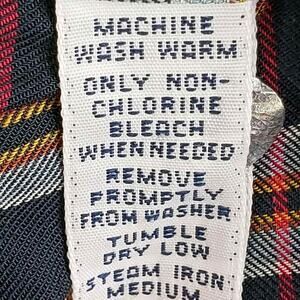 MACHINE
WASH WARM
ONLY NON-
CHLORINE
BLEACH
WHEN NEEDED
REMOVE
PROMPTLY
FROM WASHER
TUMBLE
DRY LOW
STEAM IRON
MEDIUM